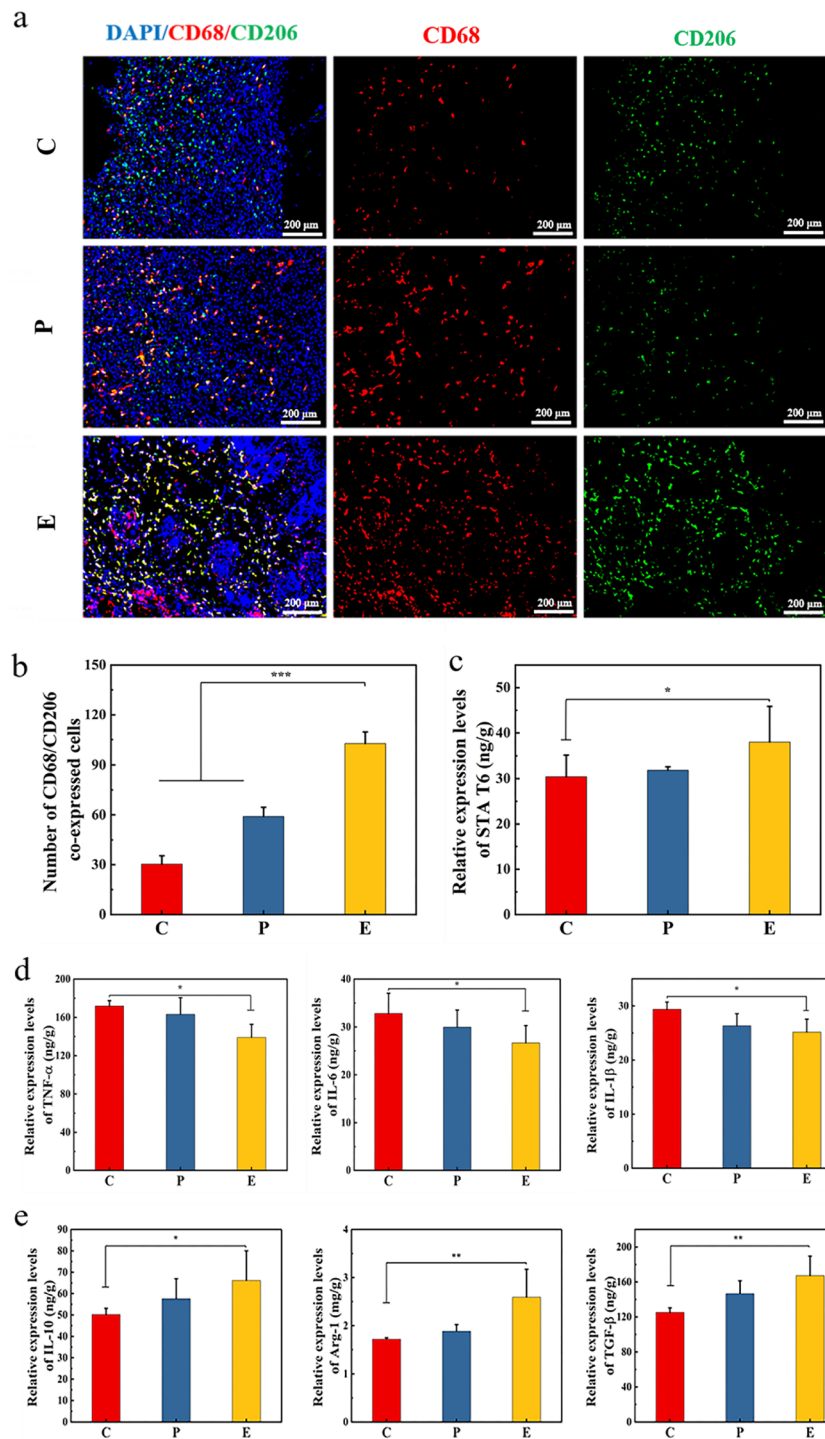 a
DAPI/CD68/CD206
CD68
CD206
C
200 μm
200 μm
200 μm
P
200 μm
200 μm
200 μm
E
200 μm
200 μm
200 μm
b
Number of CD68/CD206
co-expressed cells
150
120
90
60
30
0
***
C P E
c
Relative expression levels
of STA T6 (ng/g)
50
40
30
20
10
0
*
C P E
d
Relative expression levels
of TNF-α (ng/g)
200
160
120
80
40
0
*
C P E
Relative expression levels
of IL-6 (ng/g)
40
30
20
10
0
*
C P E
Relative expression levels
of IL-1β (ng/g)
30
20
10
0
*
C P E
e
Relative expression levels
of IL-10 (ng/g)
90
80
70
60
50
40
30
20
10
0
*
C P E
Relative expression levels
of Arg-1 (mg/g)
4
3
2
1
0
**
C P E
Relative expression levels
of TGF-β (ng/g)
200
160
120
80
40
0
**
C P E